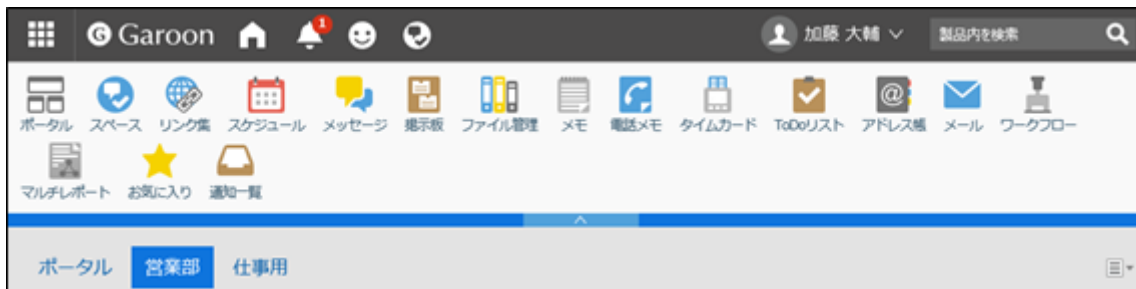 G Garoon 1 加藤 大輔 製品内を検索
ポータル スペース リンク集 スケジュール メッセージ 掲示板 ファイル管理 メモ 電話メモ タイムカード ToDoリスト アドレス帳 メール ワークフロー
マルチレポート お気に入り 通知一覧
ポータル 営業部 仕事用